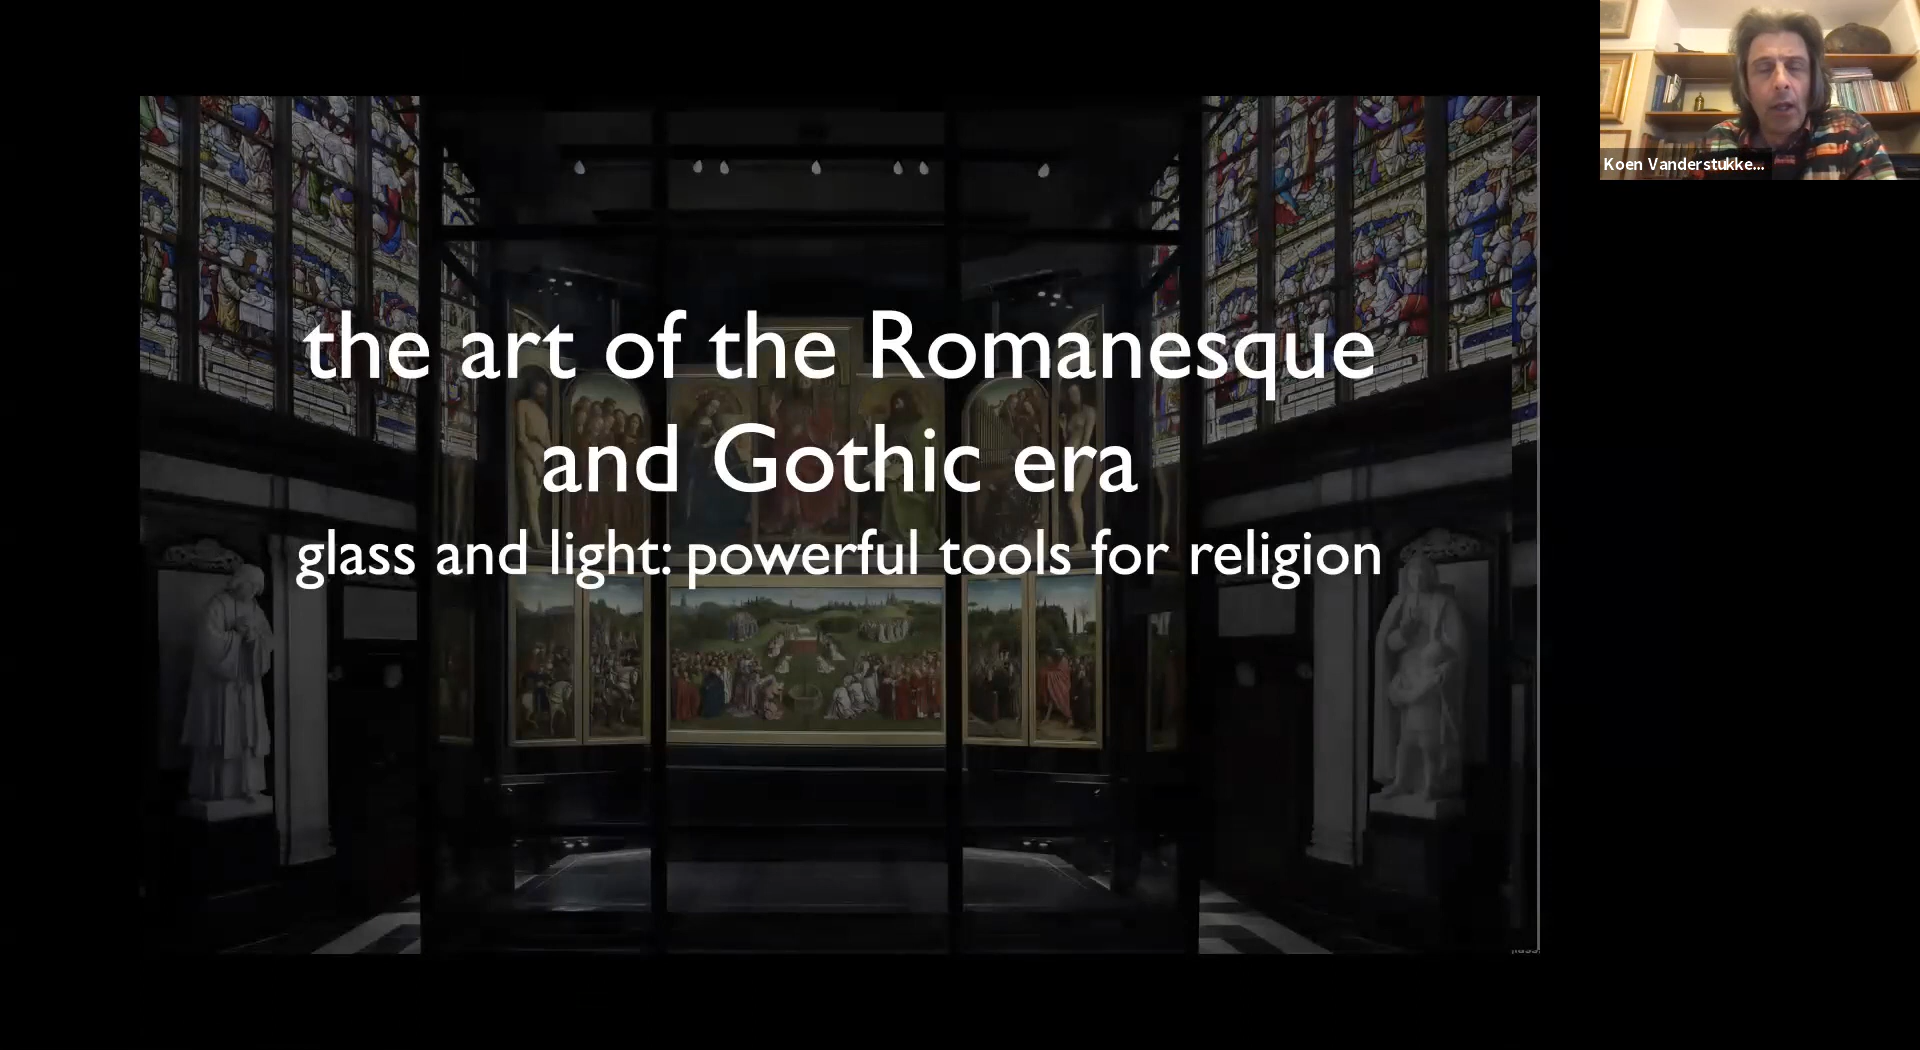 the art of the Romanesque
and Gothic era
glass and light: powerful tools for religion
Koen Vanderstukke...